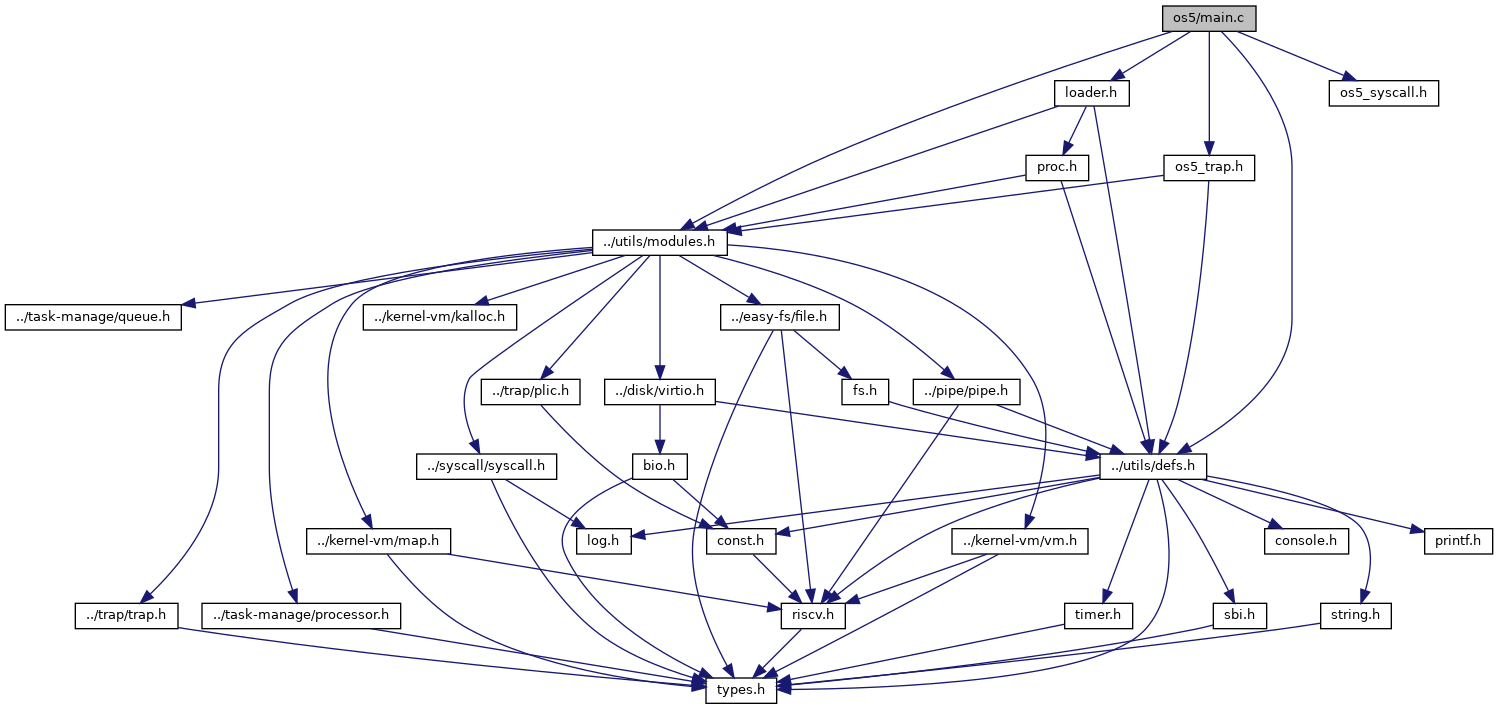 os5/main.c
loader.h
os5_syscall.h
proc.h
os5_trap.h
../utils/modules.h
../task-manage/queue.h
../kernel-vm/kalloc.h
../easy-fs/file.h
../trap/plic.h
../disk/virtio.h
fs.h
../pipe/pipe.h
../syscall/syscall.h
bio.h
../utils/defs.h
../kernel-vm/map.h
log.h
const.h
../kernel-vm/vm.h
console.h
printf.h
../trap/trap.h
../task-manage/processor.h
riscv.h
timer.h
sbi.h
string.h
types.h